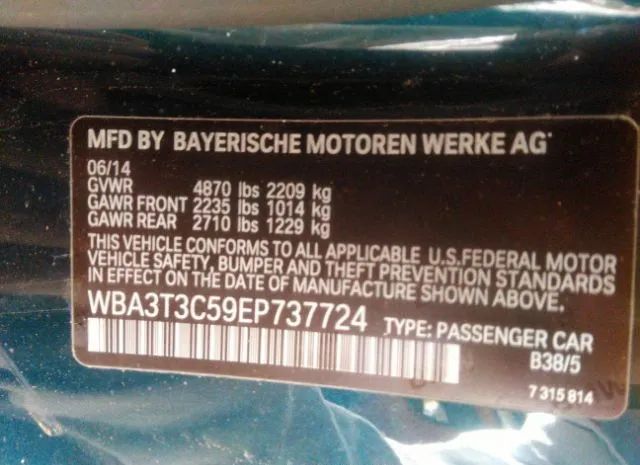 MFD BY BAYERISCHE MOTOREN WERKE AG
06/14
GVWR 4870 lbs 2209 kg
GAWR FRONT 2235 lbs 1014 kg
GAWR REAR 2710 lbs 1229 kg
THIS VEHICLE CONFORMS TO ALL APPLICABLE U.S.FEDERAL MOTOR
VEHICLE SAFETY, BUMPER AND THEFT PREVENTION STANDARDS
IN EFFECT ON THE DATE OF MANUFACTURE SHOWN ABOVE.
WBA3T3C59EP737724 TYPE: PASSENGER CAR
B38/5
7 315 814